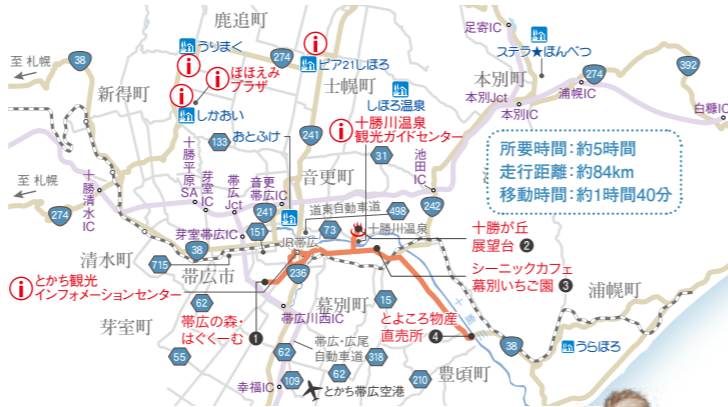 鹿追町
足寄IC
うりまく
ステラ★ほんべつ
274
ピア21しほろ
至 札幌
38
ほほえみ
プラザ
士幌町
本別町
274
392
新得町
しほろ温泉
本別Jct
浦幌IC
しかおい
本別IC
白糠IC
十勝川温泉
観光ガイドセンター
133
おとふけ
241
31
所要時間：約5時間
走行距離：約84km
移動時間：約1時間40分
十勝平原SA
芽室IC
帯広Jct
音更帯広IC
音更町
池田IC
至 札幌
十勝清水IC
241
道東自動車道
498
242
274
芽室帯広IC
151
73
十勝川温泉
十勝が丘
展望台 2
38
JR帯広
清水町
715
帯広市
シーニックカフェ
幕別いちご園 3
とかち観光
インフォメーションセンター
236
幕別町
十勝
浦幌町
62
15
帯広の森・
はぐくーむ 1
帯広川西IC
とよころ物産
直売所 4
芽室町
38
うらほろ
帯広・広尾
自動車道
55
62
318
豊頃町
62
210
幸福IC
109
とかち帯広空港